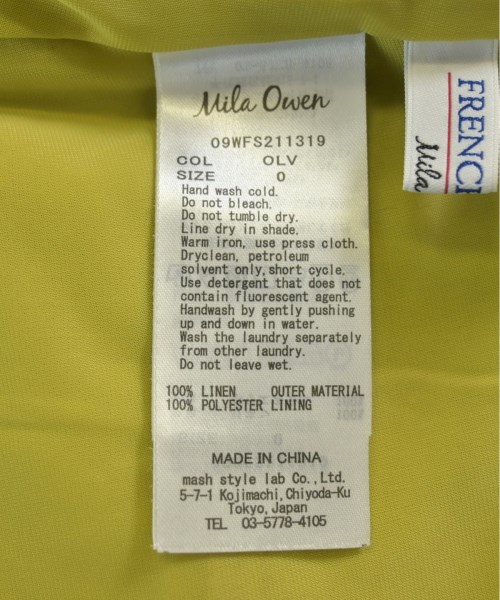 Mila Owen
09WFS211319
COL OLV
SIZE 0
Hand wash cold.
Do not bleach.
Do not tumble dry.
Line dry in shade.
Warm iron, use press cloth.
Dryclean, petroleum
solvent only, short cycle.
Use detergent that does not
contain fluorescent agent.
Handwash by gently pushing
up and down in water.
Wash the laundry separately
from other laundry.
Do not leave wet.
100% LINEN OUTER MATERIAL
100% POLYESTER LINING
MADE IN CHINA
mash style lab Co., Ltd.
5-7-1 Kojimachi, Chiyoda-Ku
Tokyo, Japan
TEL 03-5778-4105
FRENC
Mila